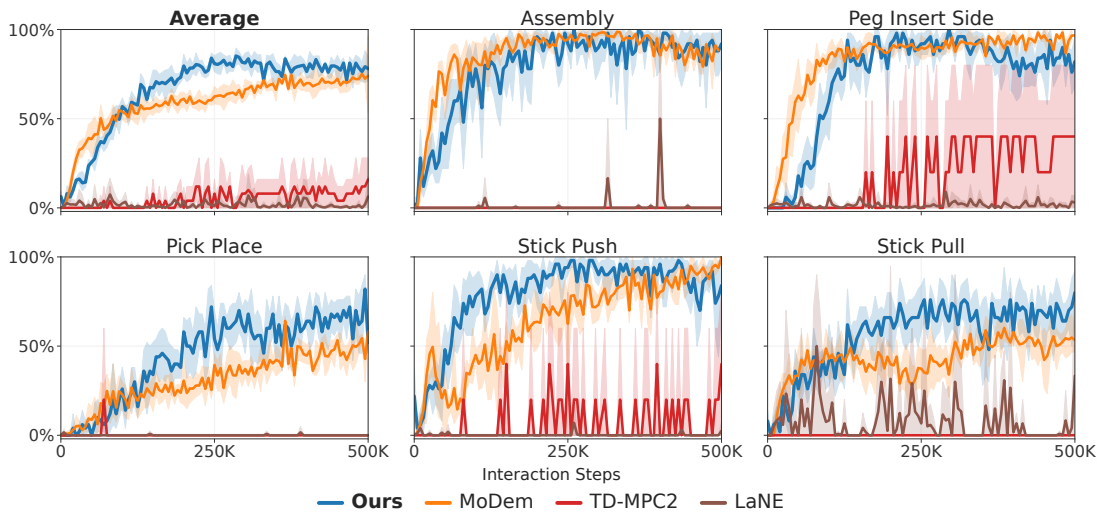 Average
Assembly
Peg Insert Side
100%
50%
0%
Pick Place
Stick Push
Stick Pull
100%
50%
0%
0 250K 500K
0 250K 500K
0 250K 500K
Interaction Steps
Ours MoDem TD-MPC2 LaNE